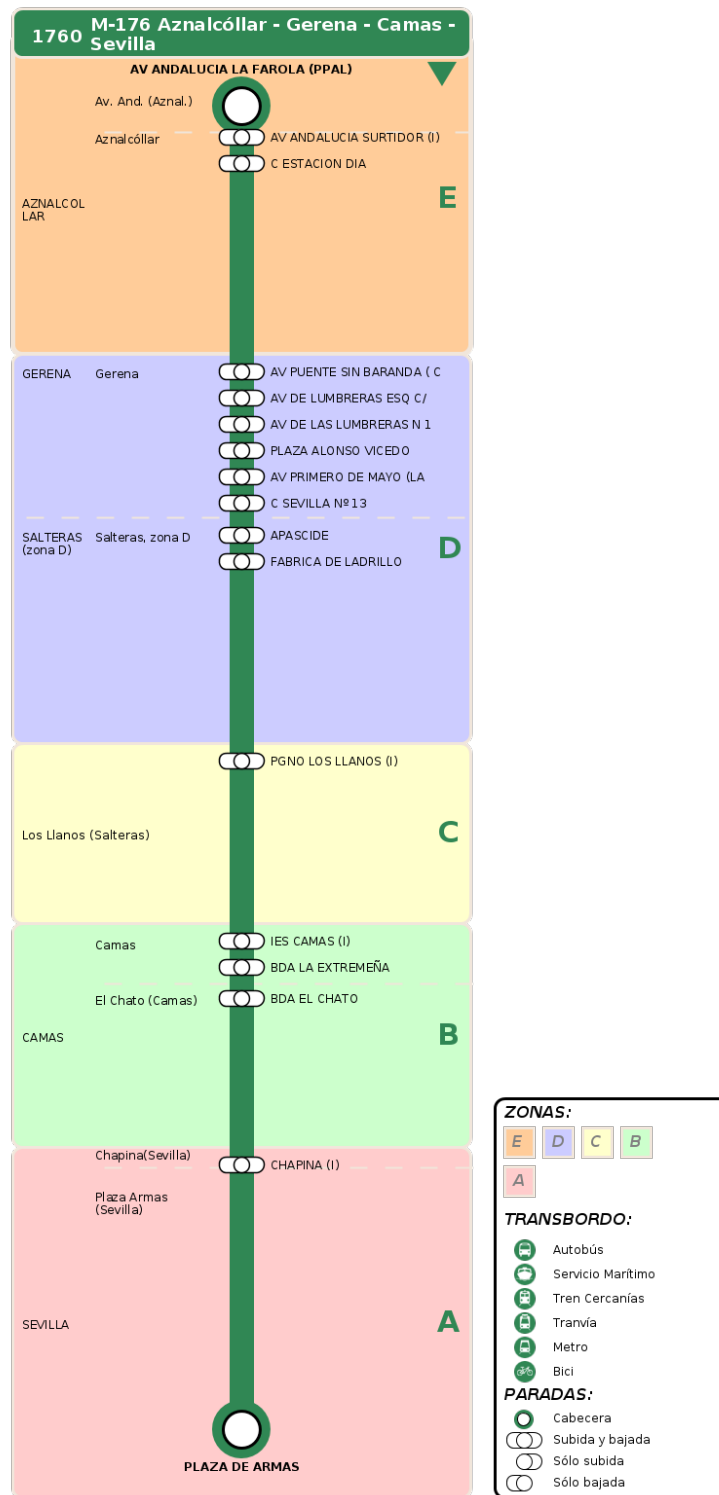 1760 M-176 Aznalcóllar - Gerena - Camas -
Sevilla
AV ANDALUCIA LA FAROLA (PPAL)
Av. And. (Aznal.)
Aznalcóllar
AV ANDALUCIA SURTIDOR (I)
C ESTACION DIA
AZNALCOL
LAR
E
GERENA
Gerena
AV PUENTE SIN BARANDA ( C
AV DE LUMBRERAS ESQ C/
AV DE LAS LUMBRERAS N 1
PLAZA ALONSO VICEDO
AV PRIMERO DE MAYO (LA
C SEVILLA Nº13
SALTERAS
(zona D)
Salteras, zona D
APASCIDE
FABRICA DE LADRILLO
D
PGNO LOS LLANOS (I)
Los Llanos (Salteras)
C
Camas
IES CAMAS (I)
BDA LA EXTREMEÑA
El Chato (Camas)
BDA EL CHATO
CAMAS
B
Chapina(Sevilla)
CHAPINA (I)
Plaza Armas
(Sevilla)
SEVILLA
A
PLAZA DE ARMAS
ZONAS:
E D C B
A
TRANSBORDO:
Autobús
Servicio Marítimo
Tren Cercanías
Tranvía
Metro
Bici
PARADAS:
Cabecera
Subida y bajada
Sólo subida
Sólo bajada